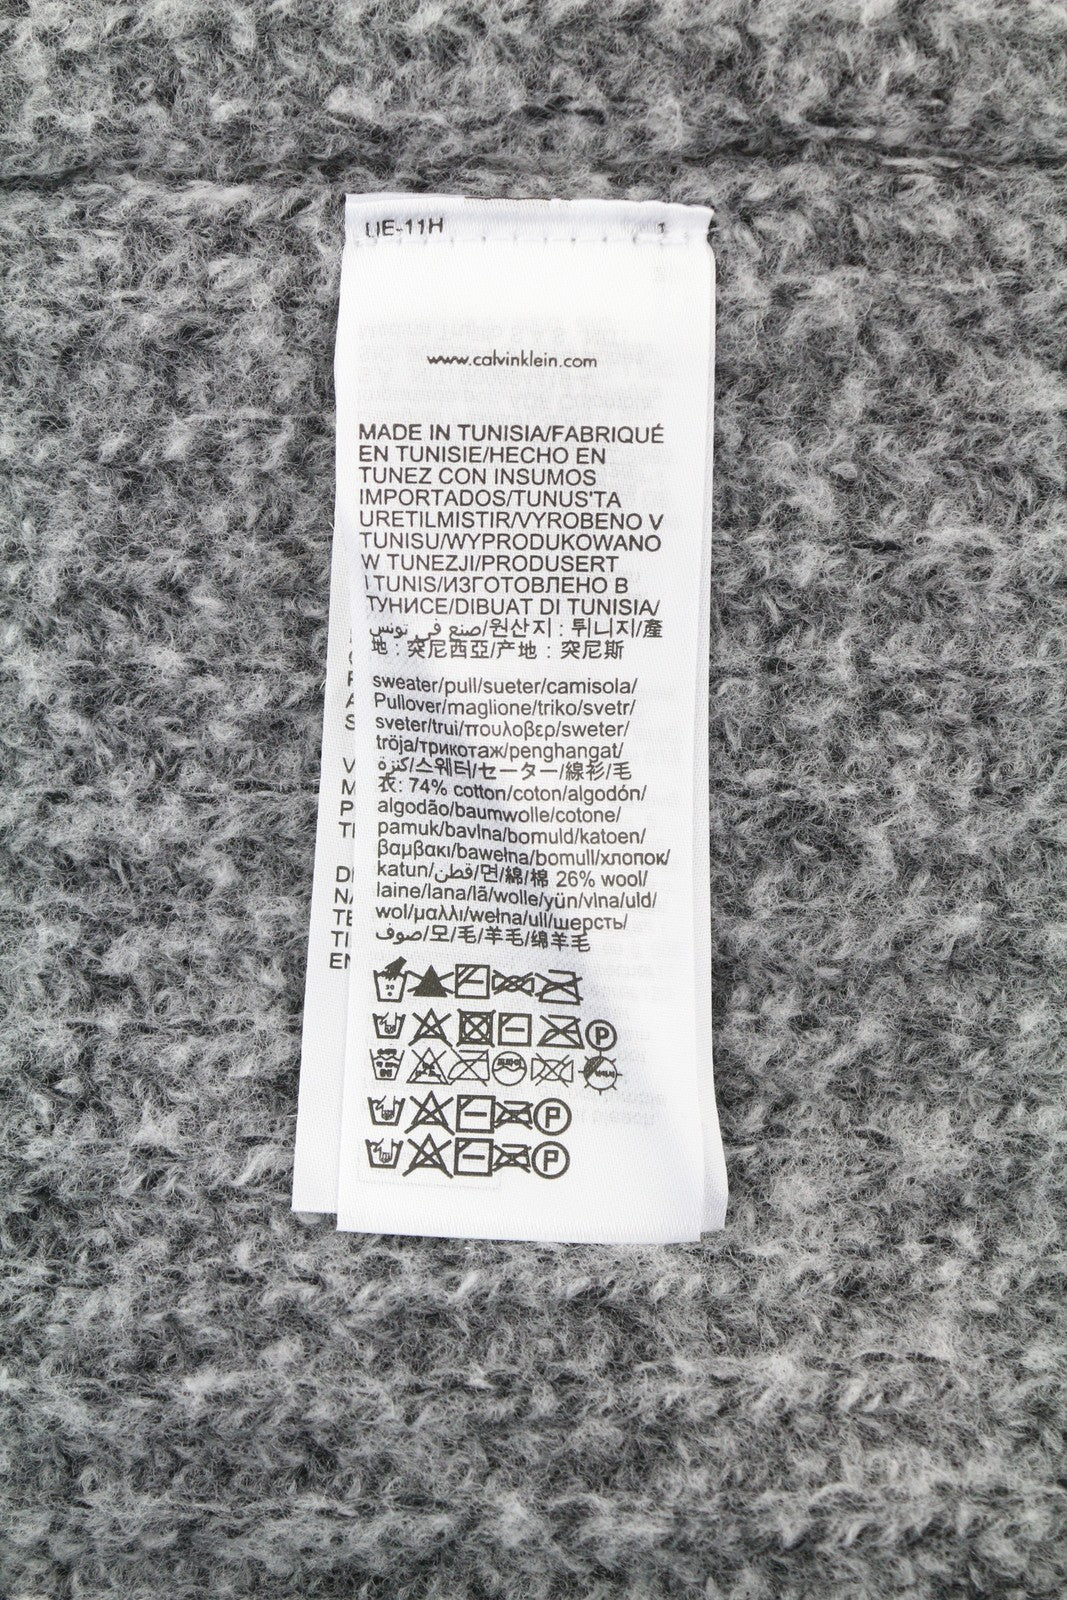 UE-11H 1
www.calvinklein.com
MADE IN TUNISIA/FABRIQUÉ
EN TUNISIE/HECHO EN
TUNEZ CON INSUMOS
IMPORTADOS/TUNUS'TA
URETILMISTIR/VYROBENO V
TUNISU/WYPRODUKOWANO
W TUNEZJI/PRODUSERT
I TUNIS/ИЗГОТОВЛЕНО В
ТУНИСЕ/DIBUAT DI TUNISIA/
صنع في تونس/원산지 : 튀니지/產
地 : 突尼西亞/产地 : 突尼斯
sweater/pull/sueter/camisola/
Pullover/maglione/triko/svetr/
sveter/trui/πουλοβερ/sweter/
tröja/трикотаж/penghangat/
كنزة/스웨터/セーター/線衫/毛
衣: 74% cotton/coton/algodón/
algodão/baumwolle/cotone/
pamuk/bavlna/bomuld/katoen/
βαμβακι/bawełna/bomull/хлопок/
katun/قطن/면/綿/棉 26% wool/
laine/lana/lã/wolle/yün/vlna/uld/
wol/μαλλι/wełna/ull/шерсть/
صوف/모/毛/羊毛/绵羊毛
30
P
P
P